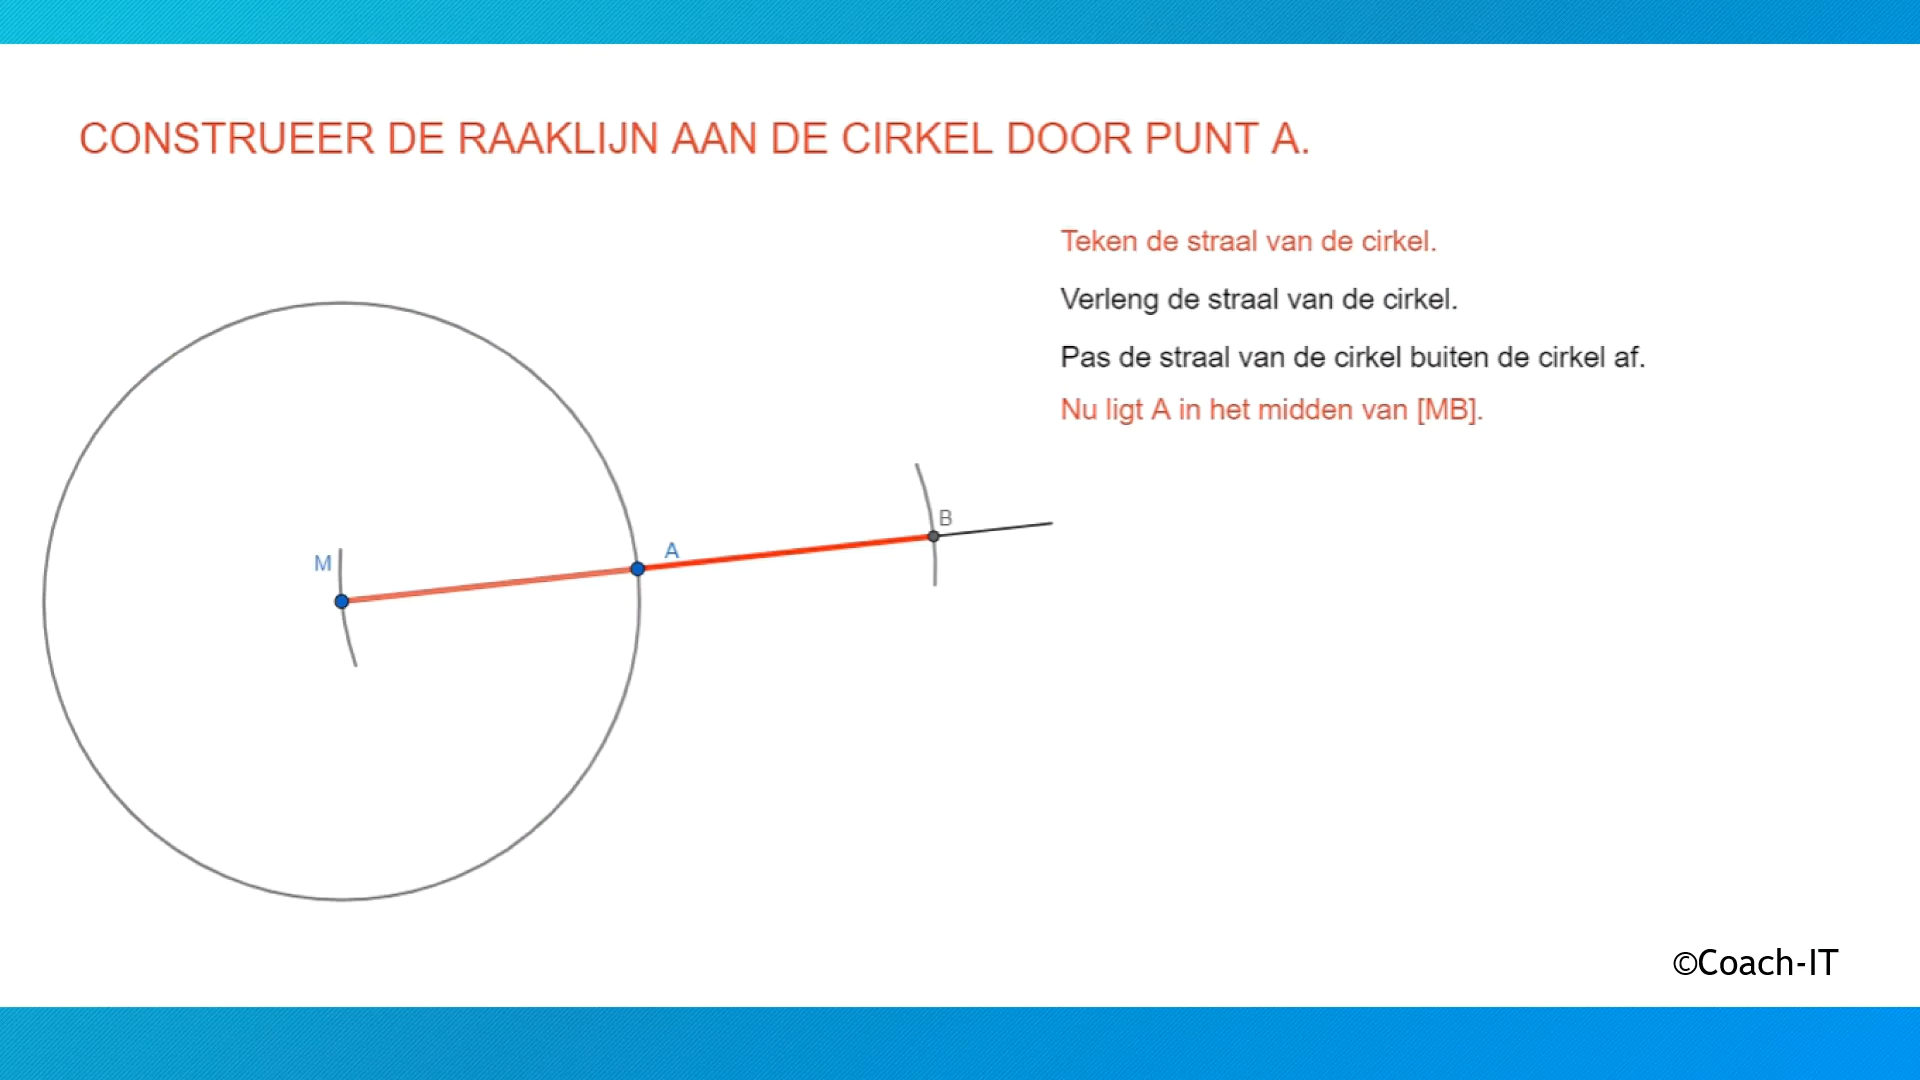 CONSTRUEER DE RAAKLIJN AAN DE CIRKEL DOOR PUNT A.
Teken de straal van de cirkel.
Verleng de straal van de cirkel.
Pas de straal van de cirkel buiten de cirkel af.
Nu ligt A in het midden van [MB].
B
A
M
©Coach-IT